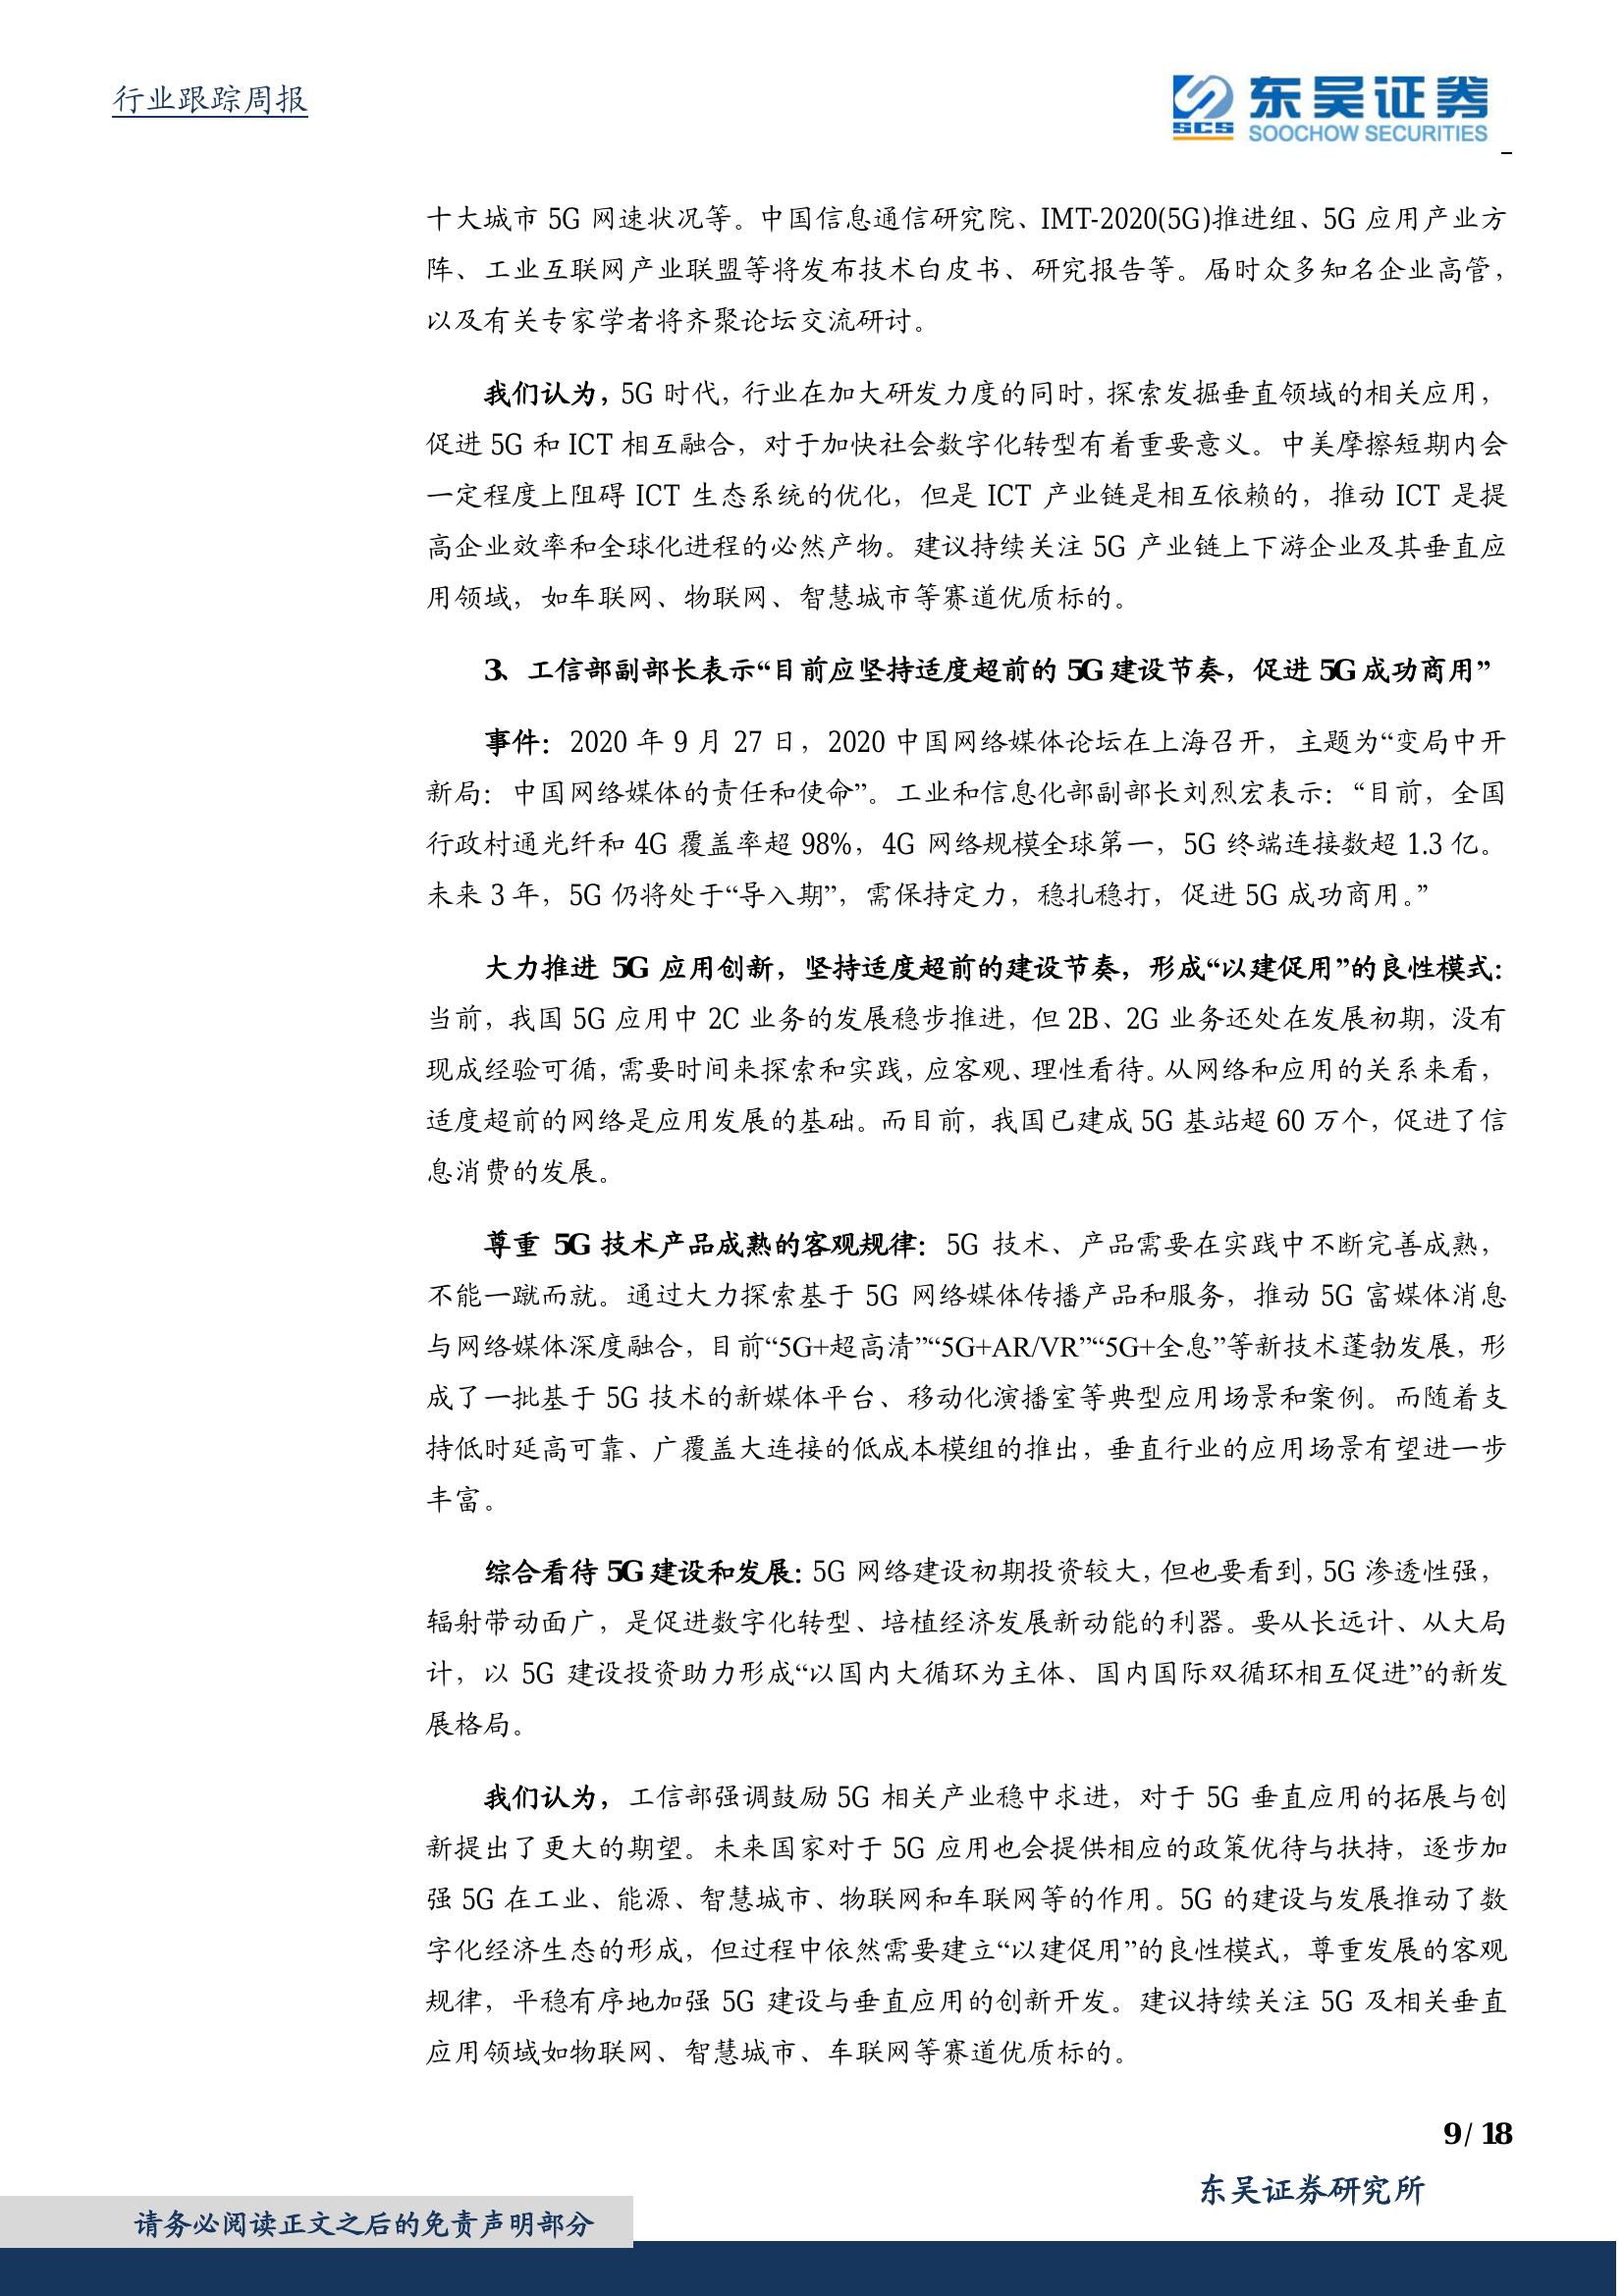 行业跟踪周报
SCS 东吴证券
SOOCHOW SECURITIES
十大城市 5G 网速状况等。中国信息通信研究院、IMT-2020(5G)推进组、5G 应用产业方
阵、工业互联网产业联盟等将发布技术白皮书、研究报告等。届时众多知名企业高管，
以及有关专家学者将齐聚论坛交流研讨。
我们认为，5G 时代，行业在加大研发力度的同时，探索发掘垂直领域的相关应用，
促进 5G 和 ICT 相互融合，对于加快社会数字化转型有着重要意义。中美摩擦短期内会
一定程度上阻碍 ICT 生态系统的优化，但是 ICT 产业链是相互依赖的，推动 ICT 是提
高企业效率和全球化进程的必然产物。建议持续关注 5G 产业链上下游企业及其垂直应
用领域，如车联网、物联网、智慧城市等赛道优质标的。
3、工信部副部长表示“目前应坚持适度超前的 5G 建设节奏，促进 5G 成功商用”
事件：2020 年 9 月 27 日，2020 中国网络媒体论坛在上海召开，主题为“变局中开
新局：中国网络媒体的责任和使命”。工业和信息化部副部长刘烈宏表示：“目前，全国
行政村通光纤和 4G 覆盖率超 98%，4G 网络规模全球第一，5G 终端连接数超 1.3 亿。
未来 3 年，5G 仍将处于“导入期”，需保持定力，稳扎稳打，促进 5G 成功商用。”
大力推进 5G 应用创新，坚持适度超前的建设节奏，形成“以建促用”的良性模式：
当前，我国 5G 应用中 2C 业务的发展稳步推进，但 2B、2G 业务还处在发展初期，没有
现成经验可循，需要时间来探索和实践，应客观、理性看待。从网络和应用的关系来看，
适度超前的网络是应用发展的基础。而目前，我国已建成 5G 基站超 60 万个，促进了信
息消费的发展。
尊重 5G 技术产品成熟的客观规律：5G 技术、产品需要在实践中不断完善成熟，
不能一蹴而就。通过大力探索基于 5G 网络媒体传播产品和服务，推动 5G 富媒体消息
与网络媒体深度融合，目前“5G+超高清”“5G+AR/VR”“5G+全息”等新技术蓬勃发展，形
成了一批基于 5G 技术的新媒体平台、移动化演播室等典型应用场景和案例。而随着支
持低时延高可靠、广覆盖大连接的低成本模组的推出，垂直行业的应用场景有望进一步
丰富。
综合看待 5G 建设和发展：5G 网络建设初期投资较大，但也要看到，5G 渗透性强，
辐射带动面广，是促进数字化转型、培植经济发展新动能的利器。要从长远计、从大局
计，以 5G 建设投资助力形成“以国内大循环为主体、国内国际双循环相互促进”的新发
展格局。
我们认为，工信部强调鼓励 5G 相关产业稳中求进，对于 5G 垂直应用的拓展与创
新提出了更大的期望。未来国家对于 5G 应用也会提供相应的政策优待与扶持，逐步加
强 5G 在工业、能源、智慧城市、物联网和车联网等的作用。5G 的建设与发展推动了数
字化经济生态的形成，但过程中依然需要建立“以建促用”的良性模式，尊重发展的客观
规律，平稳有序地加强 5G 建设与垂直应用的创新开发。建议持续关注 5G 及相关垂直
应用领域如物联网、智慧城市、车联网等赛道优质标的。
9 / 18
东吴证券研究所
请务必阅读正文之后的免责声明部分